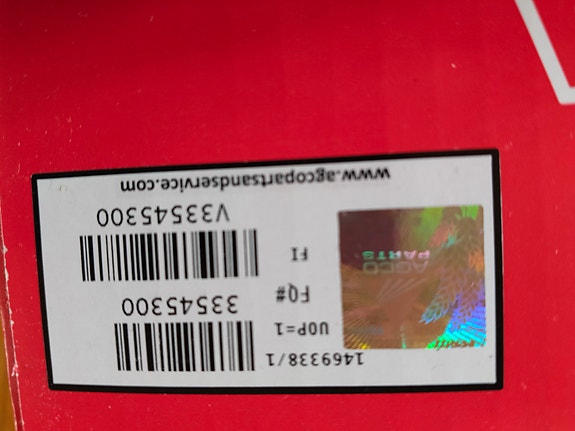 1469338/1
UOP=1
33545300
FQ#
FI
V33545300
www.agcopartsandservice.com
AGCO
PARTS